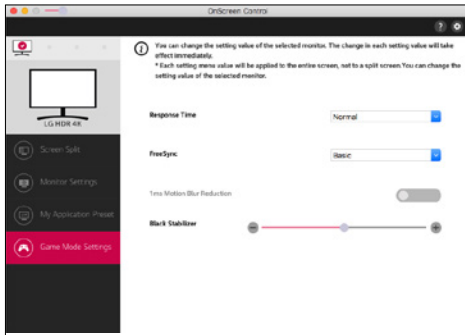 OnScreen Control
?
You can change the setting value of the selected monitor. The change in each setting value will take
effect immediately.
* Each setting menu value will be applied to the entire screen, not to a split screen.You can change the
setting value of the selected monitor.
LG HDR 4K
Response Time
Normal
Screen Split
FreeSync
Basic
Monitor Settings
1ms Motion Blur Reduction
My Application Preset
Black Stabilizer
Game Mode Settings